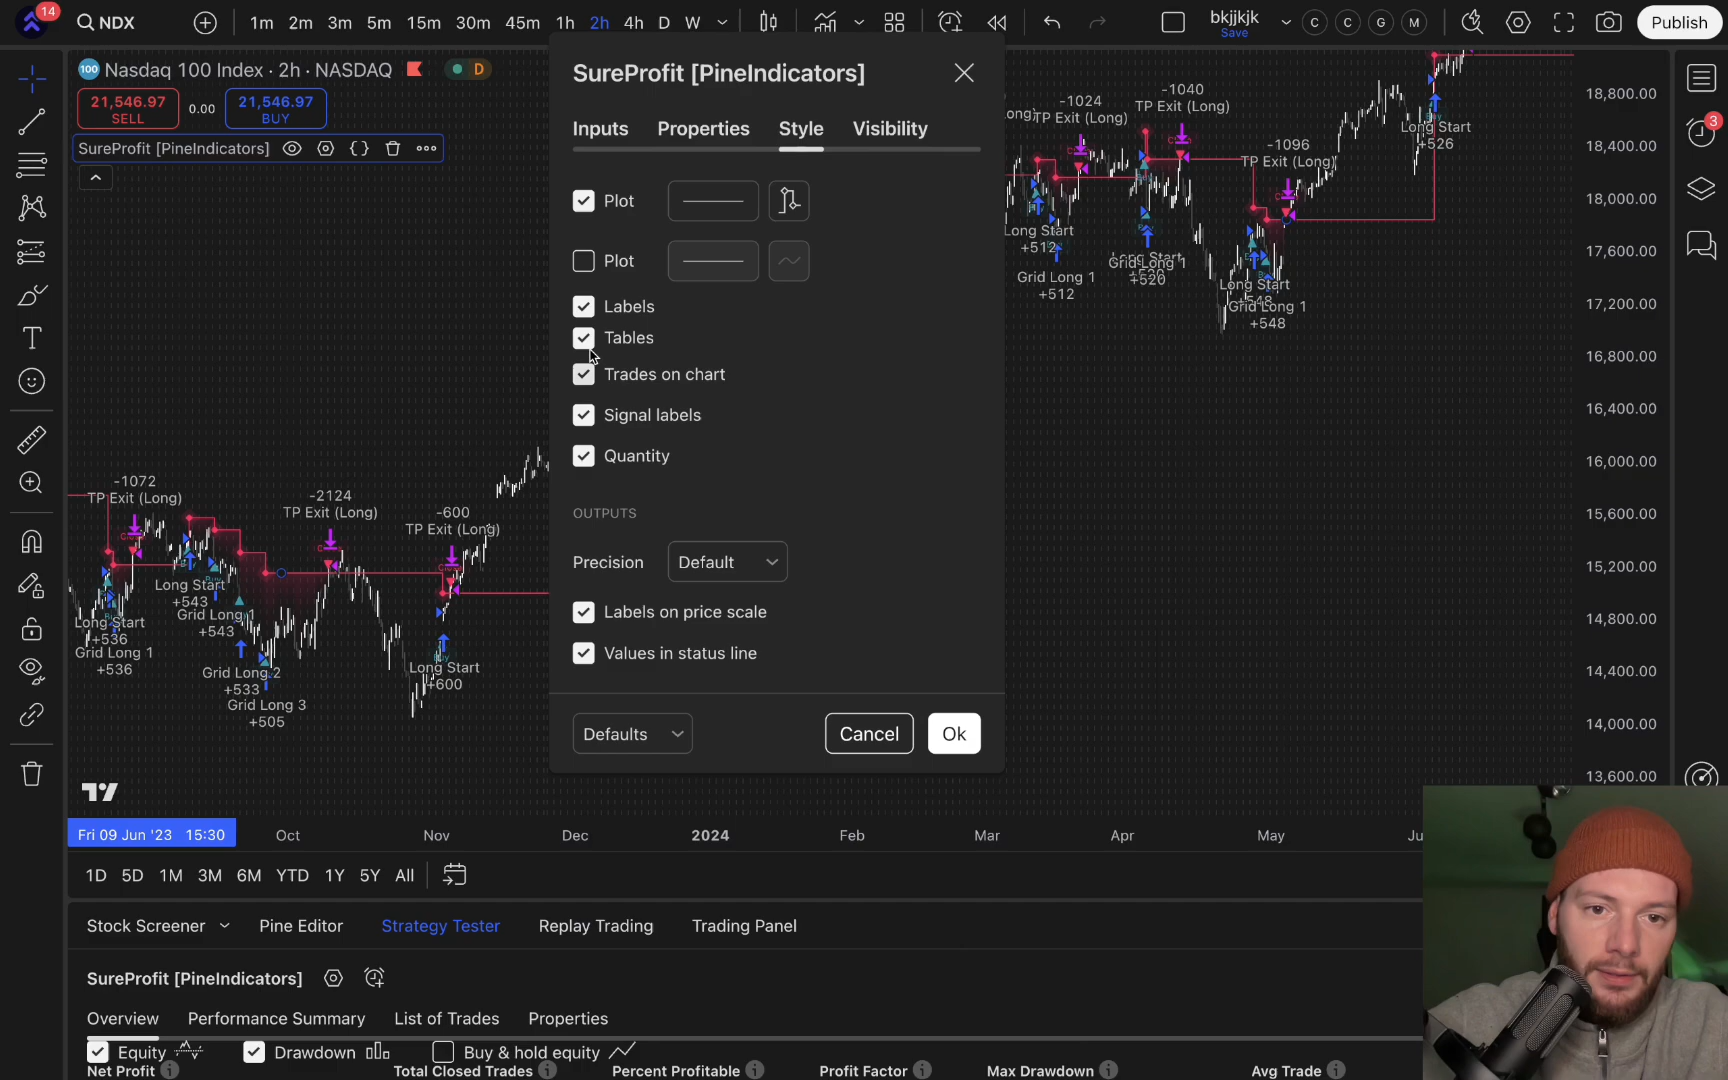 14
NDX
1m 2m 3m 5m 15m 30m 45m 1h 2h 4h D W
bkjjkjk
Save
C C G M
Publish
100 Nasdaq 100 Index · 2h · NASDAQ
D
21,546.97
SELL
0.00
21,546.97
BUY
SureProfit [PineIndicators]
SureProfit [PineIndicators]
Inputs Properties Style Visibility
Plot
Plot
Labels
Tables
Trades on chart
Signal labels
Quantity
OUTPUTS
Precision Default
Labels on price scale
Values in status line
Defaults
Cancel
Ok
-1072
TP Exit (Long)
-2124
TP Exit (Long)
-600
TP Exit (Long)
Long Start
+536
Grid Long 1
+536
Long Start
+543
Grid Long 1
+543
Grid Long 2
+533
Grid Long 3
+505
Long Start
+600
-1024
TP Exit (Long)
-1040
TP Exit (Long)
-1096
TP Exit (Long)
Long Start
+512
Grid Long 1
+512
Grid Long 1
+520
Long Start
+548
Grid Long 1
+548
Long Start
+526
18,800.00
18,400.00
18,000.00
17,600.00
17,200.00
16,800.00
16,400.00
16,000.00
15,600.00
15,200.00
14,800.00
14,400.00
14,000.00
13,600.00
3
Fri 09 Jun '23 15:30
Oct Nov Dec 2024 Feb Mar Apr May
1D 5D 1M 3M 6M YTD 1Y 5Y All
Stock Screener Pine Editor Strategy Tester Replay Trading Trading Panel
SureProfit [PineIndicators]
Overview Performance Summary List of Trades Properties
Equity Drawdown Buy & hold equity
Net Profit Total Closed Trades Percent Profitable Profit Factor Max Drawdown Avg Trade